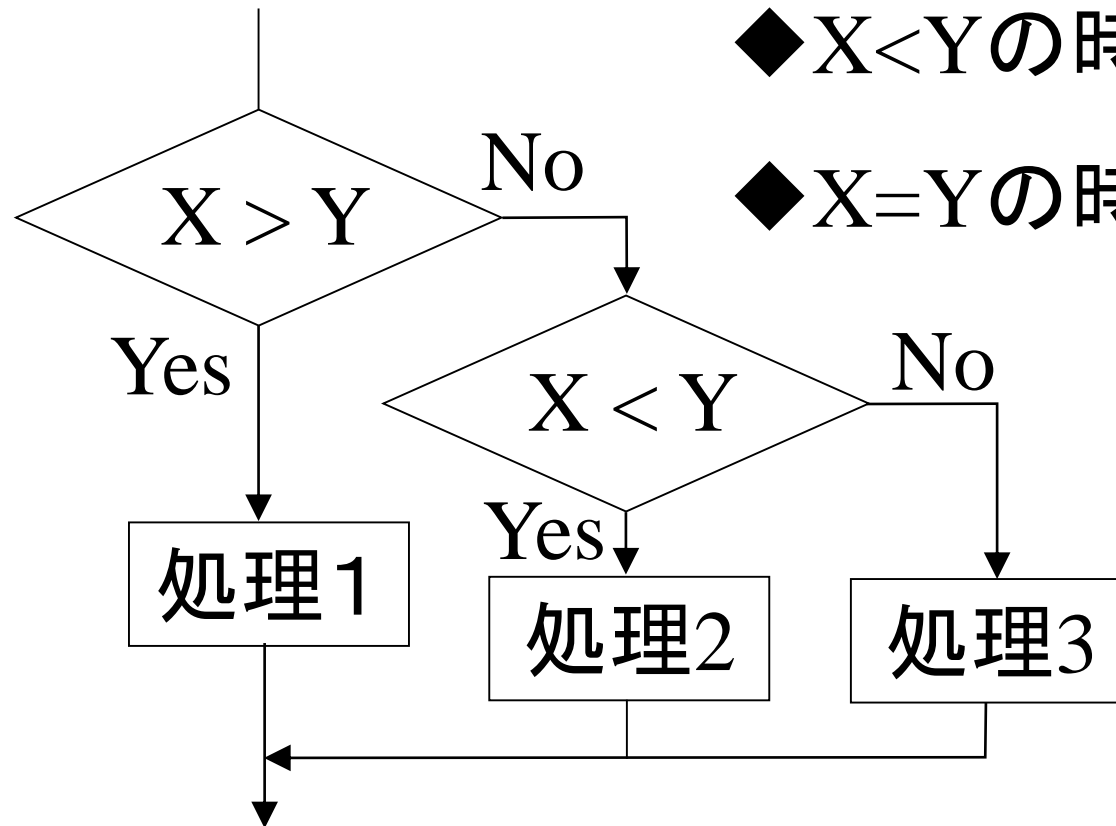 ◆X<Yの時
◆X=Yの時
X > Y
No
Yes
X < Y
No
Yes
処理１
処理2
処理3